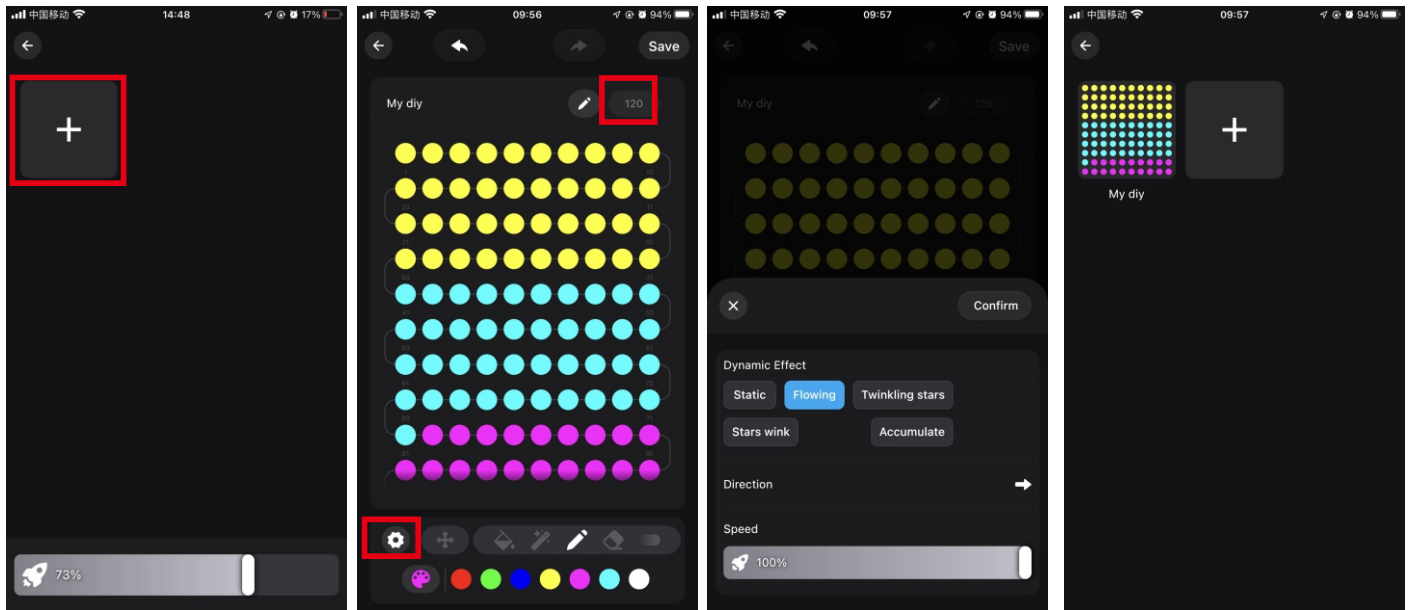 中国移动
14:48
17%
+
73%
中国移动
09:56
94%
Save
My diy
120
中国移动
09:57
94%
Save
My diy
120
Confirm
Dynamic Effect
Static
Flowing
Twinkling stars
Stars wink
Accumulate
Direction
Speed
100%
中国移动
09:57
94%
+
My diy